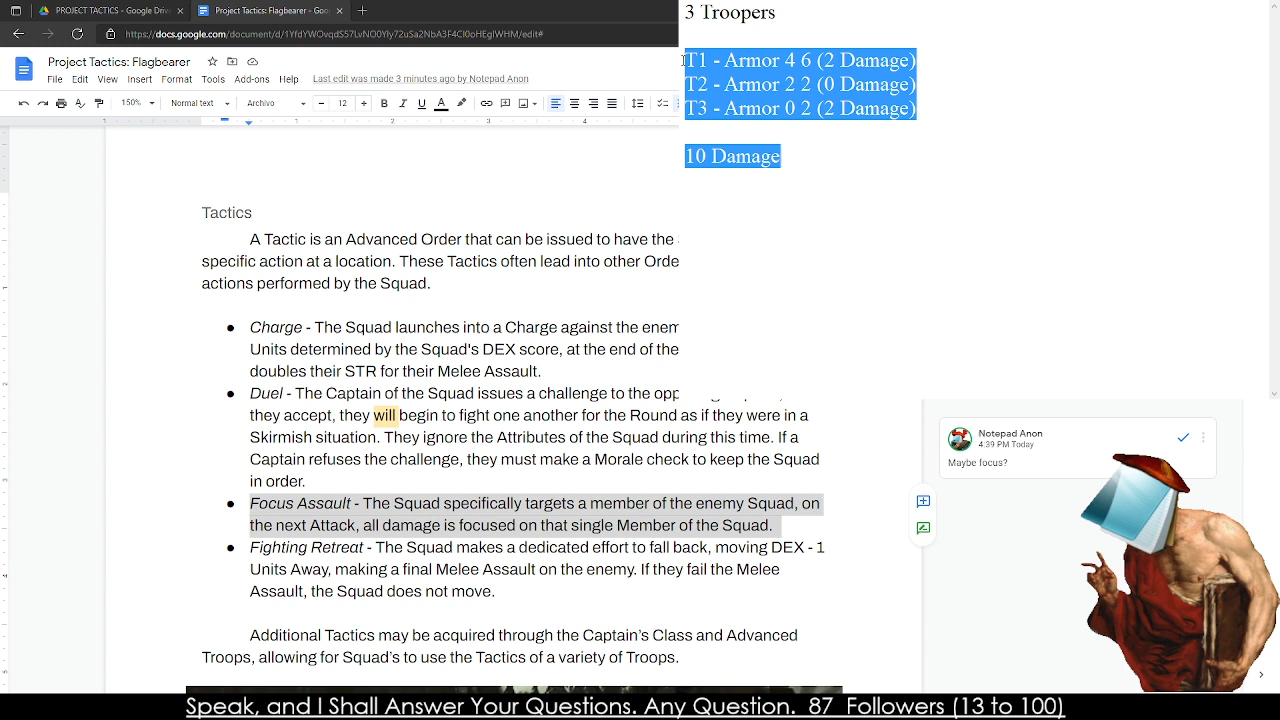 PROJECT TACTICS - Google Driv
Project Tactics: Flagbearer - Goog
https://docs.google.com/document/d/1YfdYWOvqdS57LvNO0Yly72uSa2NbA3F4Cl0oHEglWHM/edit#
Project Tactics: Flagbearer
File Edit View Insert Format Tools Add-ons Help Last edit was made 3 minutes ago by Notepad Anon
150% Normal text Archivo 12
1 1 2 3 4
3 Troopers
T1 - Armor 4 6 (2 Damage)
T2 - Armor 2 2 (0 Damage)
T3 - Armor 0 2 (2 Damage)
10 Damage
Tactics
A Tactic is an Advanced Order that can be issued to have the
specific action at a location. These Tactics often lead into other Orde
actions performed by the Squad.
● Charge - The Squad launches into a Charge against the enem
Units determined by the Squad's DEX score, at the end of the
doubles their STR for their Melee Assault.
● Duel - The Captain of the Squad issues a challenge to the opp
they accept, they will begin to fight one another for the Round as if they were in a
Skirmish situation. They ignore the Attributes of the Squad during this time. If a
Captain refuses the challenge, they must make a Morale check to keep the Squad
in order.
● Focus Assault - The Squad specifically targets a member of the enemy Squad, on
the next Attack, all damage is focused on that single Member of the Squad.
● Fighting Retreat - The Squad makes a dedicated effort to fall back, moving DEX - 1
Units Away, making a final Melee Assault on the enemy. If they fail the Melee
Assault, the Squad does not move.
Additional Tactics may be acquired through the Captain's Class and Advanced
Troops, allowing for Squad's to use the Tactics of a variety of Troops.
Notepad Anon
4:39 PM Today
Maybe focus?
Speak, and I Shall Answer Your Questions. Any Question. 87 Followers (13 to 100)